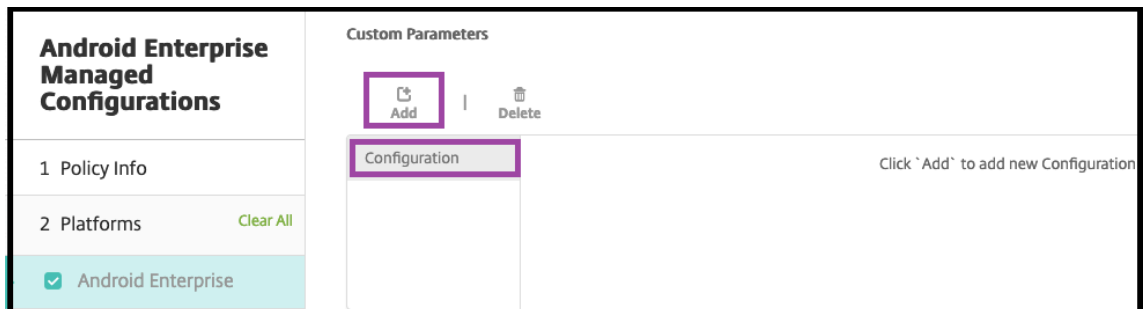 Android Enterprise
Managed
Configurations
1 Policy Info
2 Platforms
Clear All
Android Enterprise
Custom Parameters
Add
|
Delete
Configuration
Click `Add` to add new Configuration